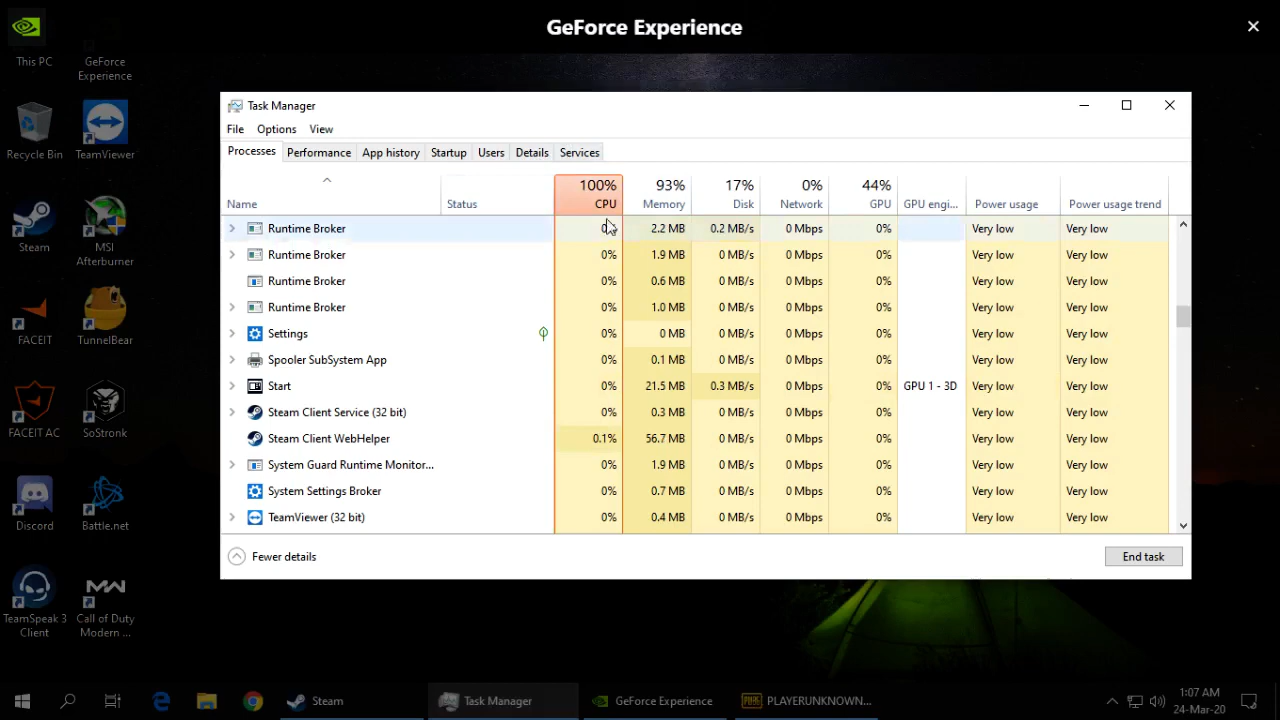 GeForce Experience
This PC
GeForce
Experience
Recycle Bin
TeamViewer
Steam
MSI
Afterburner
FACEIT
TunnelBear
FACEIT AC
SoStronk
Discord
Battle.net
TeamSpeak 3
Client
Call of Duty
Modern ...
Task Manager
File Options View
Processes Performance App history Startup Users Details Services
100% 93% 17% 0% 44%
Name Status CPU Memory Disk Network GPU GPU engi... Power usage Power usage trend
Runtime Broker 2.2 MB 0.2 MB/s 0 Mbps 0% Very low Very low
Runtime Broker 0% 1.9 MB 0 MB/s 0 Mbps 0% Very low Very low
Runtime Broker 0% 0.6 MB 0 MB/s 0 Mbps 0% Very low Very low
Runtime Broker 0% 1.0 MB 0 MB/s 0 Mbps 0% Very low Very low
Settings 0% 0 MB 0 MB/s 0 Mbps 0% Very low Very low
Spooler SubSystem App 0% 0.1 MB 0 MB/s 0 Mbps 0% Very low Very low
Start 0% 21.5 MB 0.3 MB/s 0 Mbps 0% GPU 1 - 3D Very low Very low
Steam Client Service (32 bit) 0% 0.3 MB 0 MB/s 0 Mbps 0% Very low Very low
Steam Client WebHelper 0.1% 56.7 MB 0 MB/s 0 Mbps 0% Very low Very low
System Guard Runtime Monitor... 0% 1.9 MB 0 MB/s 0 Mbps 0% Very low Very low
System Settings Broker 0% 0.7 MB 0 MB/s 0 Mbps 0% Very low Very low
TeamViewer (32 bit) 0% 0.4 MB 0 MB/s 0 Mbps 0% Very low Very low
Fewer details End task
Steam Task Manager GeForce Experience PLAYERUNKNOWN...
1:07 AM
24-Mar-20